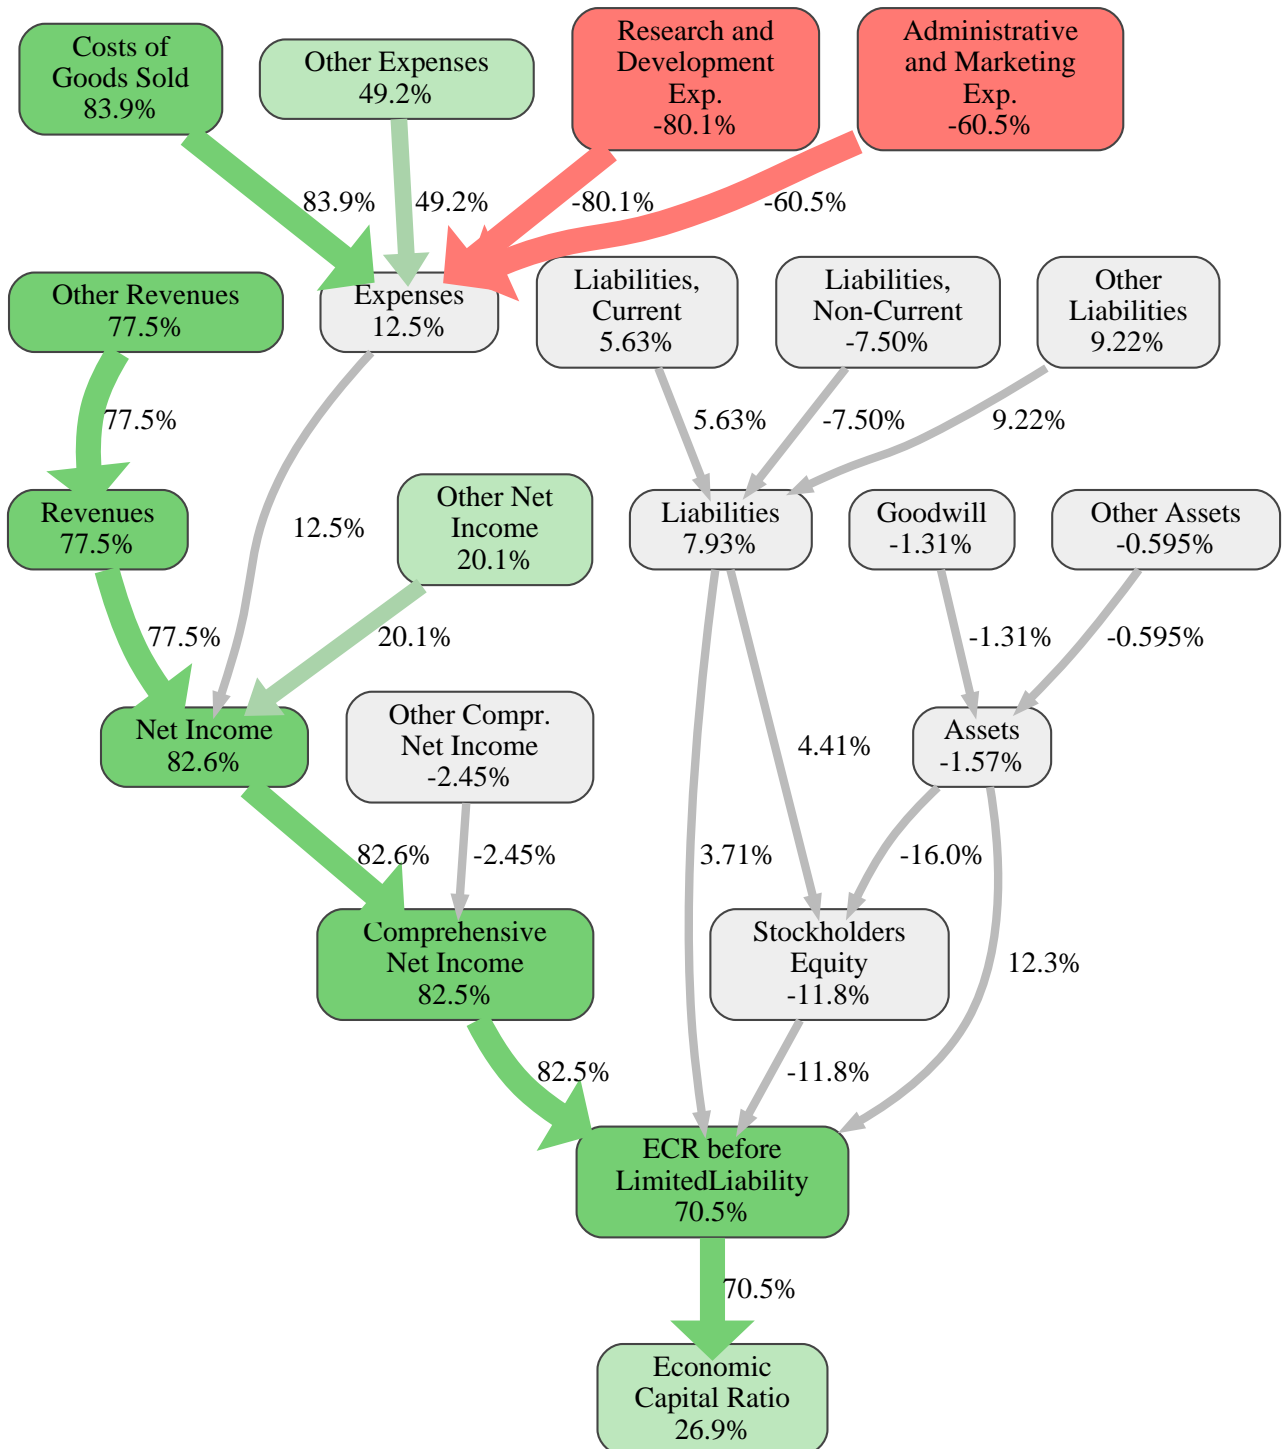 Costs of
Goods Sold
83.9%
Other Expenses
49.2%
Research and
Development
Exp.
-80.1%
Administrative
and Marketing
Exp.
-60.5%
83.9%
49.2%
-80.1%
-60.5%
Other Revenues
77.5%
Expenses
12.5%
Liabilities,
Current
5.63%
Liabilities,
Non-Current
-7.50%
Other
Liabilities
9.22%
77.5%
5.63%
-7.50%
9.22%
Revenues
77.5%
12.5%
Other Net
Income
20.1%
Liabilities
7.93%
Goodwill
-1.31%
Other Assets
-0.595%
77.5%
20.1%
-1.31%
-0.595%
Net Income
82.6%
Other Compr.
Net Income
-2.45%
4.41%
Assets
-1.57%
82.6%
-2.45%
3.71%
-16.0%
Comprehensive
Net Income
82.5%
Stockholders
Equity
-11.8%
12.3%
82.5%
-11.8%
ECR before
LimitedLiability
70.5%
70.5%
Economic
Capital Ratio
26.9%